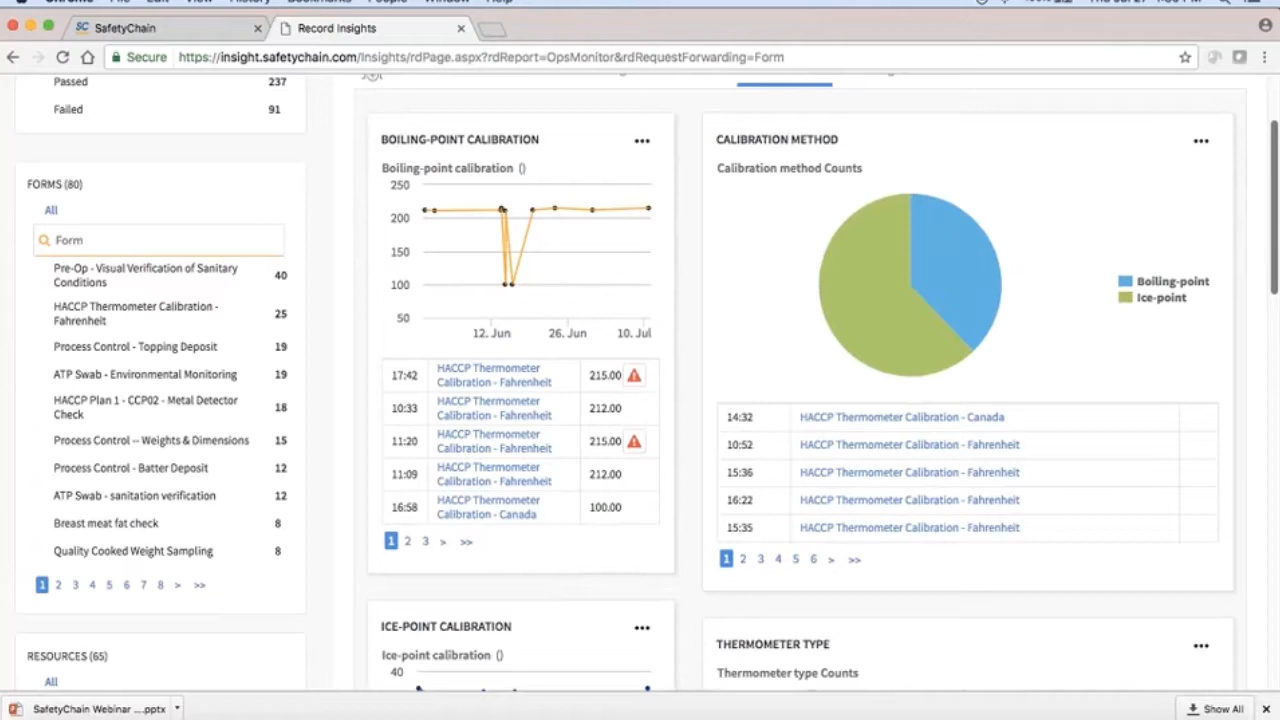 SafetyChain
Record Insights
Secure
https://insight.safetychain.com/Insights/rdPage.aspx?rdReport=OpsMonitor&rdRequestForwarding=Form
Passed 237
Failed 91
FORMS (80)
All
Form
Pre-Op - Visual Verification of Sanitary
Conditions 40
HACCP Thermometer Calibration -
Fahrenheit 25
Process Control - Topping Deposit 19
ATP Swab - Environmental Monitoring 19
HACCP Plan 1 - CCP02 - Metal Detector
Check 18
Process Control -- Weights & Dimensions 15
Process Control - Batter Deposit 12
ATP Swab - sanitation verification 12
Breast meat fat check 8
Quality Cooked Weight Sampling 8
1 2 3 4 5 6 7 8 > >>
RESOURCES (65)
All
BOILING-POINT CALIBRATION
Boiling-point calibration ()
250
200
150
100
50
12. Jun 26. Jun 10. Jul
17:42 HACCP Thermometer
Calibration - Fahrenheit 215.00
10:33 HACCP Thermometer
Calibration - Fahrenheit 212.00
11:20 HACCP Thermometer
Calibration - Fahrenheit 215.00
11:09 HACCP Thermometer
Calibration - Fahrenheit 212.00
16:58 HACCP Thermometer
Calibration - Canada 100.00
1 2 3 > >>
ICE-POINT CALIBRATION
Ice-point calibration ()
40
CALIBRATION METHOD
Calibration method Counts
Boiling-point
Ice-point
14:32 HACCP Thermometer Calibration - Canada
10:52 HACCP Thermometer Calibration - Fahrenheit
15:36 HACCP Thermometer Calibration - Fahrenheit
16:22 HACCP Thermometer Calibration - Fahrenheit
15:35 HACCP Thermometer Calibration - Fahrenheit
1 2 3 4 5 6 > >>
THERMOMETER TYPE
Thermometer type Counts
SafetyChain Webinar ....pptx
Show All